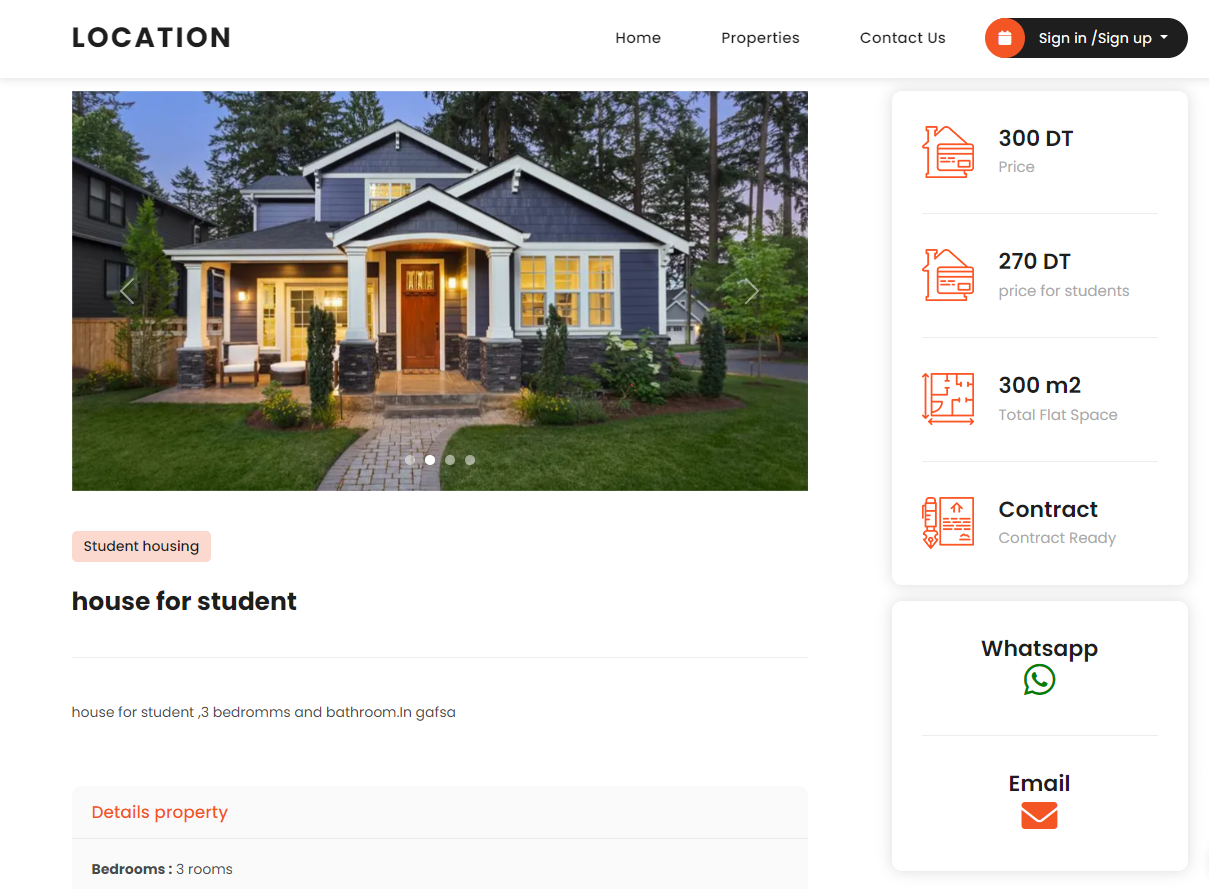 LOCATION
Home
Properties
Contact Us
Sign in /Sign up
300 DT
Price
270 DT
price for students
300 m2
Total Flat Space
Contract
Contract Ready
Student housing
house for student
house for student ,3 bedromms and bathroom.In gafsa
Details property
Bedrooms : 3 rooms
Whatsapp
Email